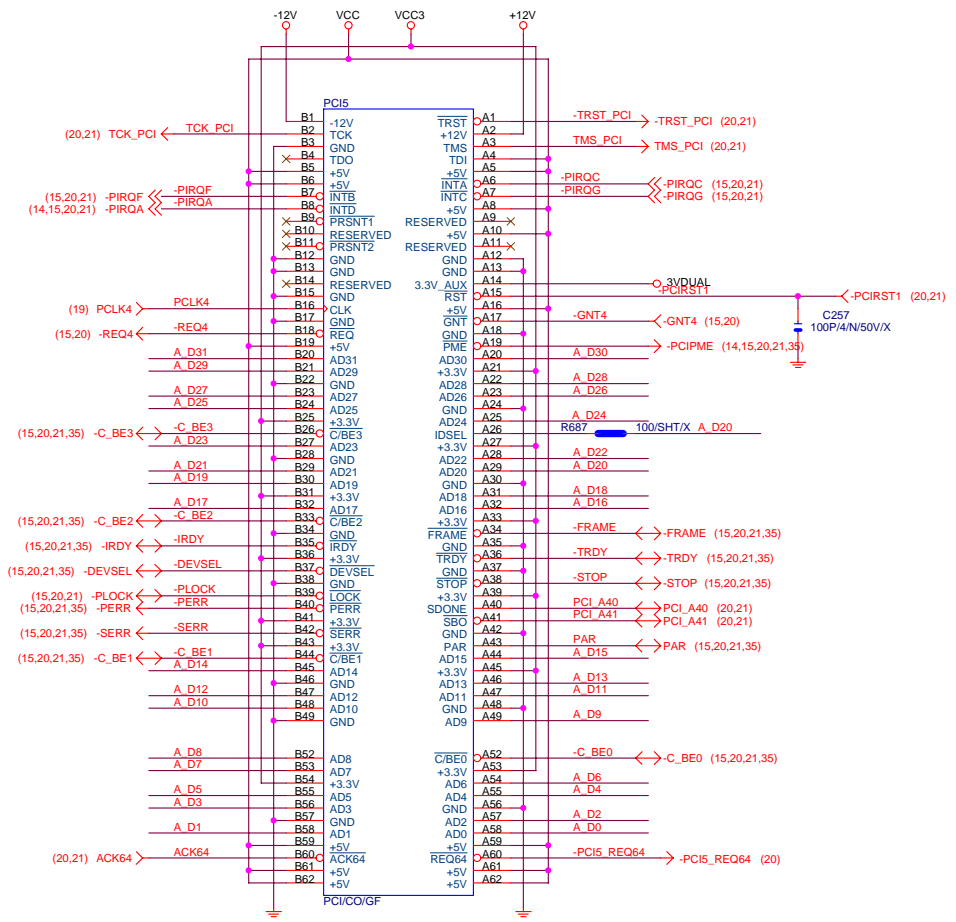 -12V VCC VCC3 +12V
PCI5
B1 -12V TRST A1 -TRST_PCI -TRST_PCI (20,21)
(20,21) TCK_PCI TCK_PCI B2 TCK +12V A2
B3 GND TMS A3 TMS_PCI TMS_PCI (20,21)
B4 TDO TDI A4
B5 +5V +5V A5
B6 +5V INTA A6 -PIRQC -PIRQC (15,20,21)
(15,20,21) -PIRQF -PIRQF B7 INTB INTC A7 -PIRQG -PIRQG (15,20,21)
(14,15,20,21) -PIRQA -PIRQA B8 INTD +5V A8
B9 PRSNT1 RESERVED A9
B10 RESERVED +5V A10
B11 PRSNT2 RESERVED A11
B12 GND GND A12
B13 GND GND A13
B14 RESERVED 3.3V_AUX A14 3VDUAL
B15 GND RST A15 -PCIRST1 -PCIRST1 (20,21)
(19) PCLK4 PCLK4 B16 CLK +5V A16
B17 GND GNT A17 -GNT4 -GNT4 (15,20)
C257
100P/4/N/50V/X
(15,20) -REQ4 -REQ4 B18 REQ GND A18
B19 +5V PME A19 -PCIPME (14,15,20,21,35)
A_D31 B20 AD31 AD30 A20 A_D30
A_D29 B21 AD29 +3.3V A21
B22 GND AD28 A22 A_D28
A_D27 B23 AD27 AD26 A23 A_D26
A_D25 B24 AD25 GND A24
B25 +3.3V AD24 A25 A_D24
(15,20,21,35) -C_BE3 -C_BE3 B26 C/BE3 IDSEL A26 R687 100/SHT/X A_D20
A_D23 B27 AD23 +3.3V A27
B28 GND AD22 A28 A_D22
A_D21 B29 AD21 AD20 A29 A_D20
A_D19 B30 AD19 GND A30
B31 +3.3V AD18 A31 A_D18
A_D17 B32 AD17 AD16 A32 A_D16
(15,20,21,35) -C_BE2 -C_BE2 B33 C/BE2 +3.3V A33
B34 GND FRAME A34 -FRAME -FRAME (15,20,21,35)
(15,20,21,35) -IRDY -IRDY B35 IRDY GND A35
B36 +3.3V TRDY A36 -TRDY -TRDY (15,20,21,35)
(15,20,21,35) -DEVSEL -DEVSEL B37 DEVSEL GND A37
B38 GND STOP A38 -STOP -STOP (15,20,21,35)
(15,20,21) -PLOCK -PLOCK B39 LOCK +3.3V A39
(15,20,21,35) -PERR -PERR B40 PERR SDONE A40 PCI_A40 PCI_A40 (20,21)
B41 +3.3V SBO A41 PCI_A41 PCI_A41 (20,21)
(15,20,21,35) -SERR -SERR B42 SERR GND A42
B43 +3.3V PAR A43 PAR PAR (15,20,21,35)
(15,20,21,35) -C_BE1 -C_BE1 B44 C/BE1 AD15 A44 A_D15
A_D14 B45 AD14 +3.3V A45
B46 GND AD13 A46 A_D13
A_D12 B47 AD12 AD11 A47 A_D11
A_D10 B48 AD10 GND A48
B49 GND AD9 A49 A_D9
A_D8 B52 AD8 C/BE0 A52 -C_BE0 -C_BE0 (15,20,21,35)
A_D7 B53 AD7 +3.3V A53
B54 +3.3V AD6 A54 A_D6
A_D5 B55 AD5 AD4 A55 A_D4
A_D3 B56 AD3 GND A56
B57 GND AD2 A57 A_D2
A_D1 B58 AD1 AD0 A58 A_D0
B59 +5V +5V A59
(20,21) ACK64 ACK64 B60 ACK64 REQ64 A60 -PCI5_REQ64 -PCI5_REQ64 (20)
B61 +5V +5V A61
B62 +5V +5V A62
PCI/CO/GF